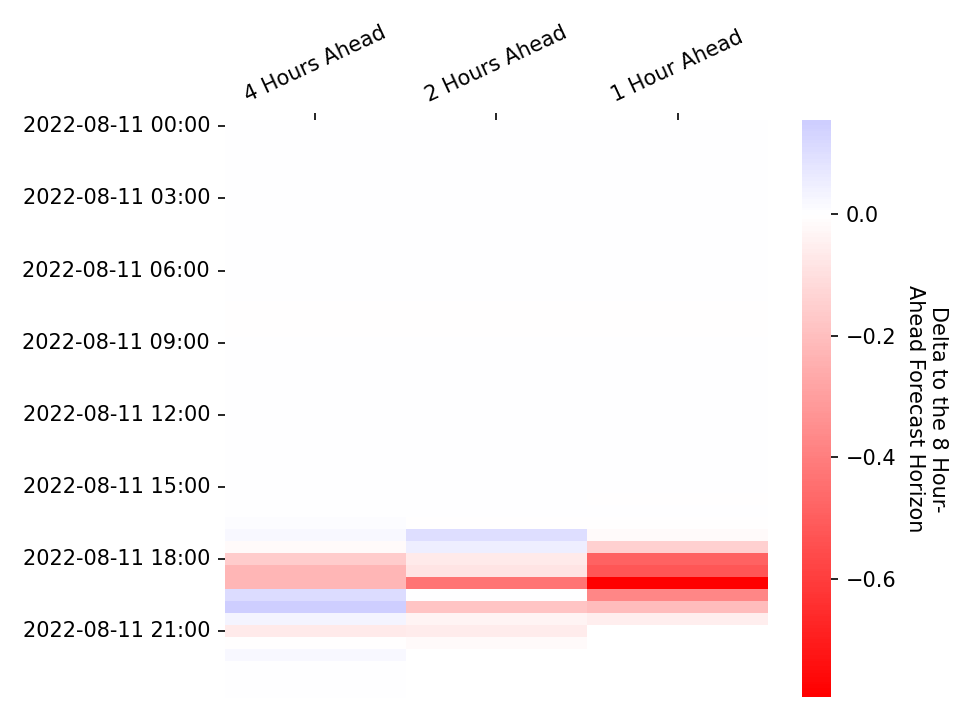 4 Hours Ahead
2 Hours Ahead
1 Hour Ahead
2022-08-11 00:00
2022-08-11 03:00
2022-08-11 06:00
2022-08-11 09:00
2022-08-11 12:00
2022-08-11 15:00
2022-08-11 18:00
2022-08-11 21:00
0.0
−0.2
−0.4
−0.6
Delta to the 8 Hour-
Ahead Forecast Horizon